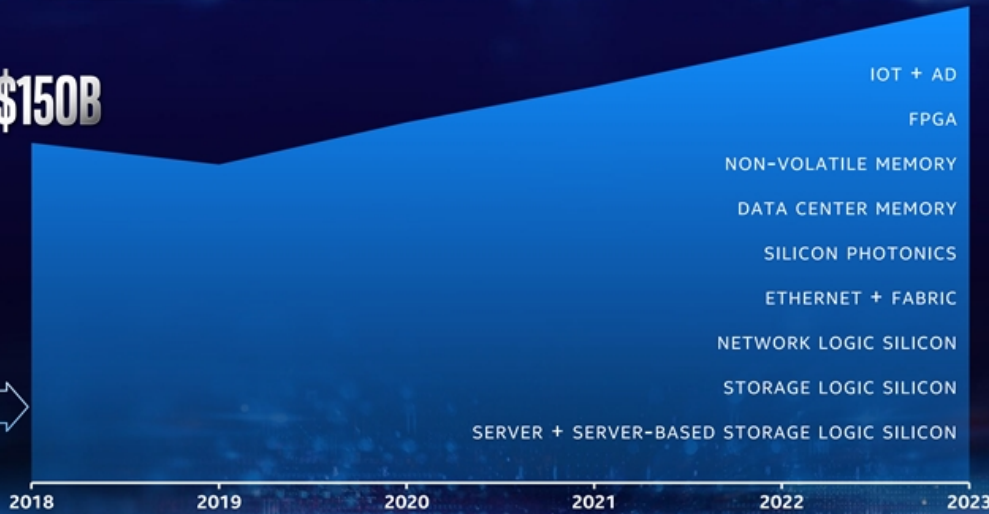 $150B
IOT + AD
FPGA
NON-VOLATILE MEMORY
DATA CENTER MEMORY
SILICON PHOTONICS
ETHERNET + FABRIC
NETWORK LOGIC SILICON
STORAGE LOGIC SILICON
SERVER + SERVER-BASED STORAGE LOGIC SILICON
2018 2019 2020 2021 2022 2023